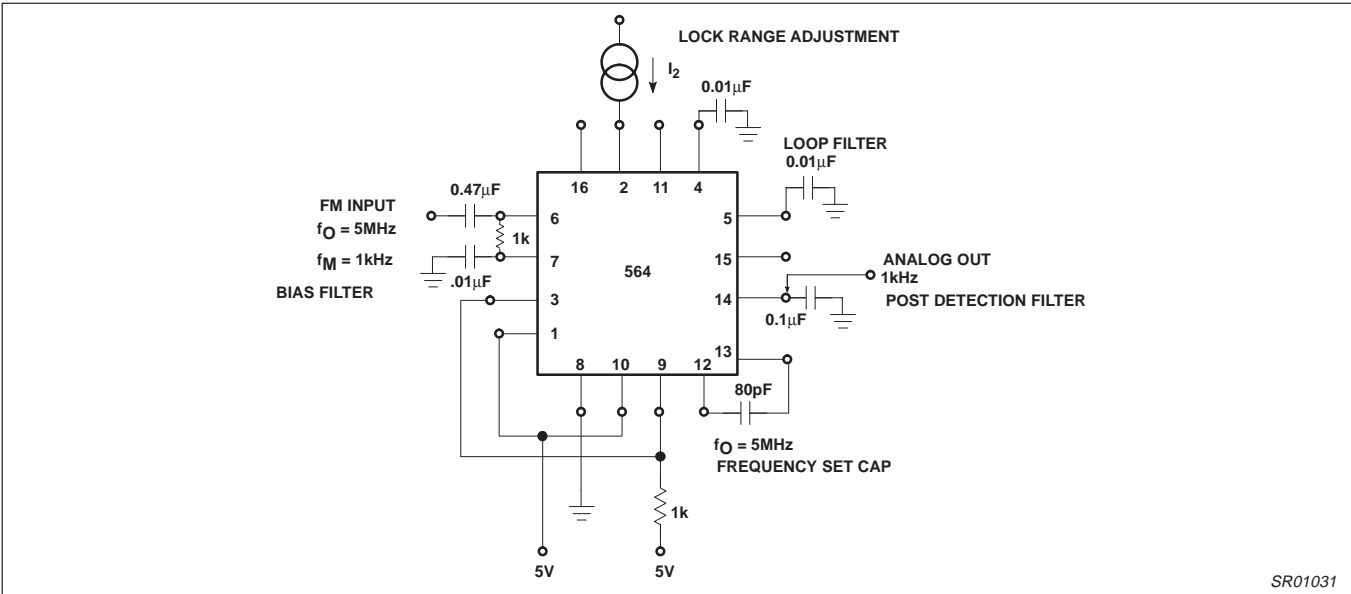 LOCK RANGE ADJUSTMENT
I2
0.01μF
LOOP FILTER
0.01μF
16 2 11 4
FM INPUT
0.47μF
6
5
fO = 5MHz
1k
fM = 1kHz
7
15
564
ANALOG OUT
1kHz
.01μF
BIAS FILTER
3
14
POST DETECTION FILTER
0.1μF
1
13
8 10 9 12
80pF
fO = 5MHz
FREQUENCY SET CAP
1k
5V 5V
SR01031